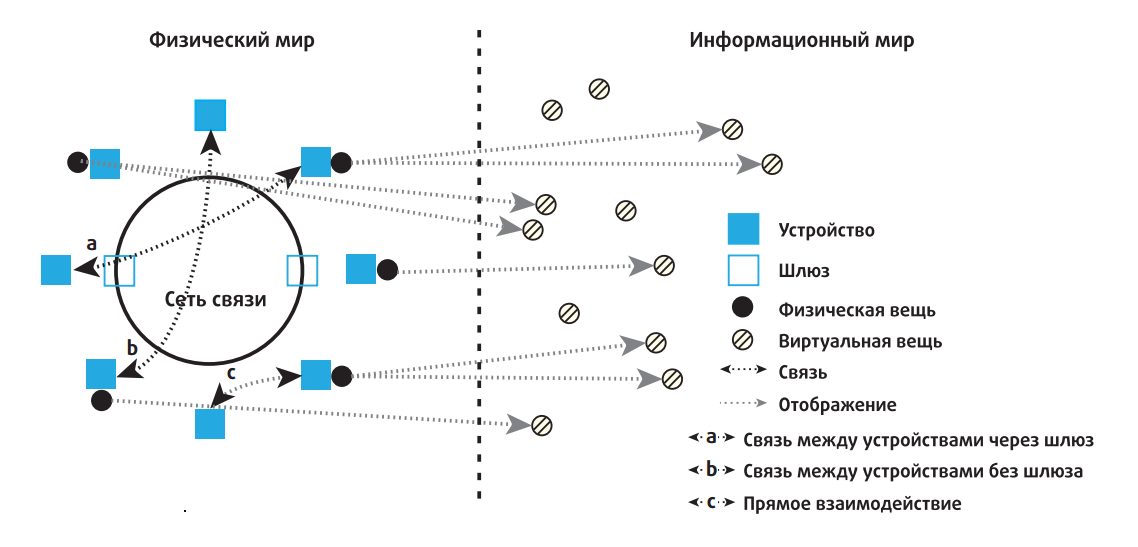 Физический мир
Информационный мир
a
Сеть связи
b
c
Устройство
Шлюз
Физическая вещь
Виртуальная вещь
Связь
Отображение
a Связь между устройствами через шлюз
b Связь между устройствами без шлюза
c Прямое взаимодействие